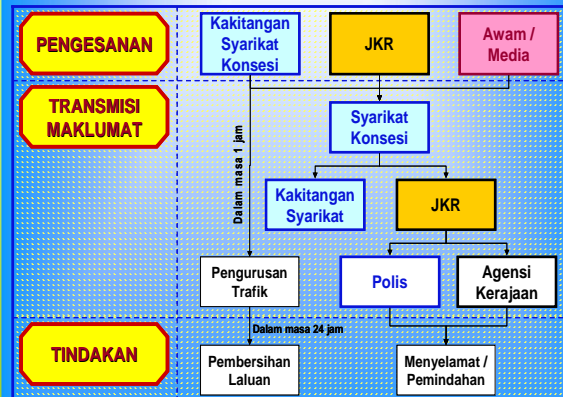 PENGESANAN
Kakitangan
Syarikat
Konsesi
JKR
Awam /
Media
TRANSMISI
MAKLUMAT
Dalam masa 1 jam
Syarikat
Konsesi
Kakitangan
Syarikat
JKR
Pengurusan
Trafik
Polis
Agensi
Kerajaan
Dalam masa 24 jam
TINDAKAN
Pembersihan
Laluan
Menyelamat /
Pemindahan